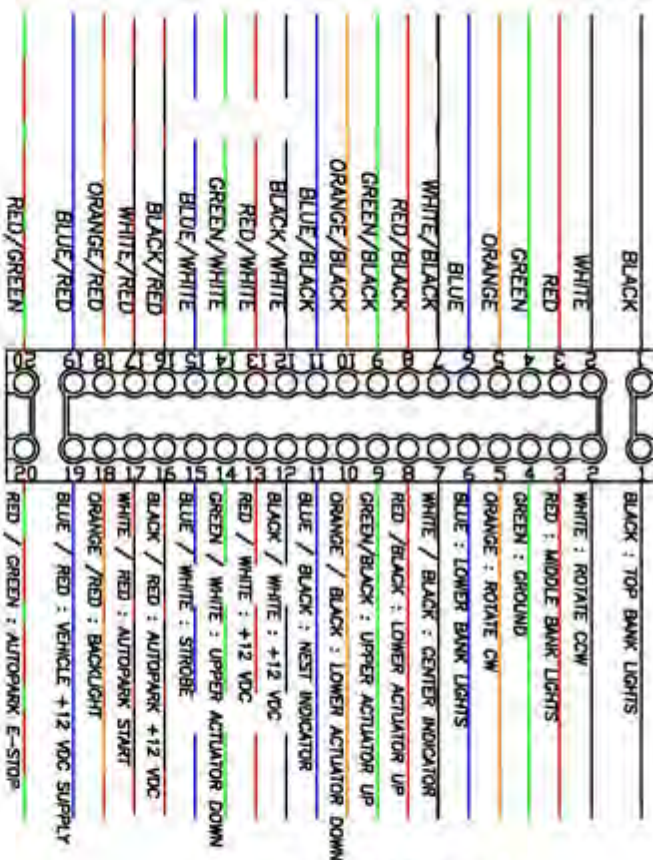 BLACK 1 1 BLACK : TOP BANK LIGHTS
WHITE 2 2 WHITE : ROTATE CCW
RED 3 3 RED : MIDDLE BANK LIGHTS
GREEN 4 4 GREEN : GROUND
ORANGE 5 5 ORANGE : ROTATE CW
BLUE 6 6 BLUE : LOWER BANK LIGHTS
WHITE/BLACK 7 7 WHITE / BLACK : CENTER INDICATOR
RED/BLACK 8 8 RED /BLACK : LOWER ACTUATOR UP
GREEN/BLACK 9 9 GREEN/BLACK : UPPER ACTUATOR UP
ORANGE/BLACK 10 10 ORANGE / BLACK : LOWER ACTUATOR DOWN
BLUE/BLACK 11 11 BLUE / BLACK : NEST INDICATOR
BLACK/WHITE 12 12 BLACK / WHITE : +12 VDC
RED/WHITE 13 13 RED / WHITE : +12 VDC
GREEN/WHITE 14 14 GREEN / WHITE : UPPER ACTUATOR DOWN
BLUE/WHITE 15 15 BLUE / WHITE : STROBE
BLACK/RED 16 16 BLACK / RED : AUTOPARK +12 VDC
WHITE/RED 17 17 WHITE / RED : AUTOPARK START
ORANGE/RED 18 18 ORANGE /RED : BACKLIGHT
BLUE/RED 19 19 BLUE / RED : VEHICLE +12 VDC SUPPLY
RED/GREEN 20 20 RED / GREEN : AUTOPARK E-STOP